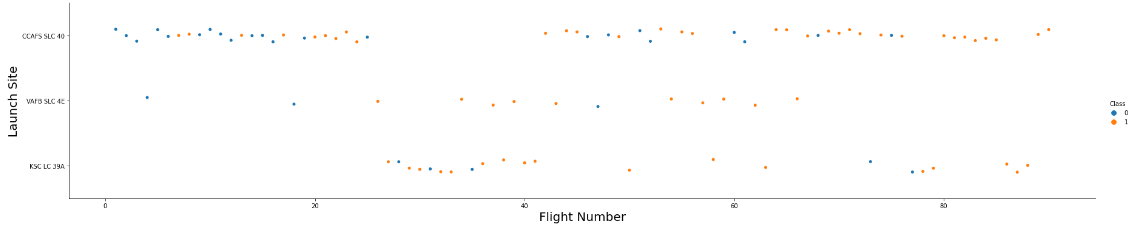 CCAFS SLC 40
VAFB SLC 4E
KSC LC 39A
Launch Site
0 20 40 60 80
Flight Number
Class
0
1